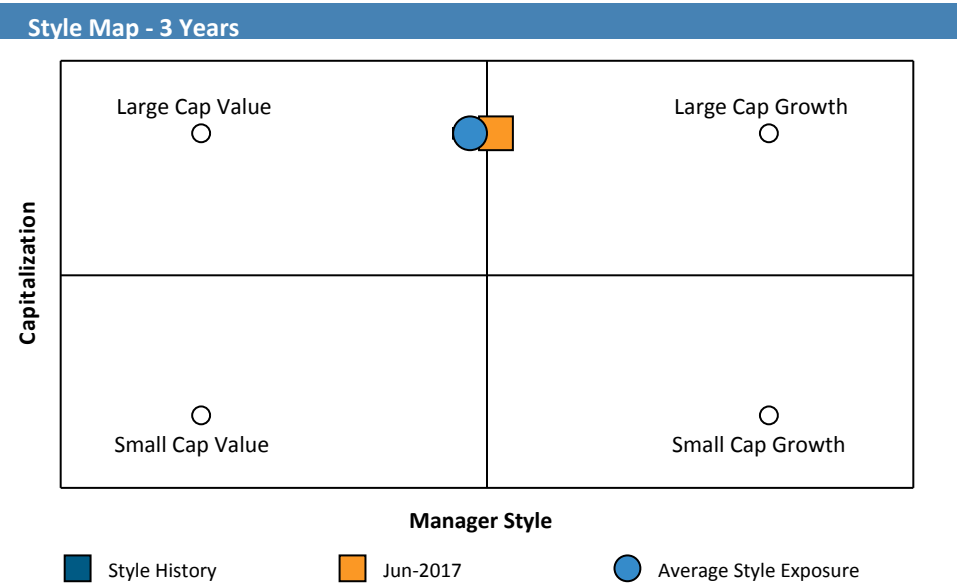 Style Map - 3 Years
Large Cap Value
Large Cap Growth
Capitalization
Small Cap Value
Small Cap Growth
Manager Style
Style History
Jun-2017
Average Style Exposure